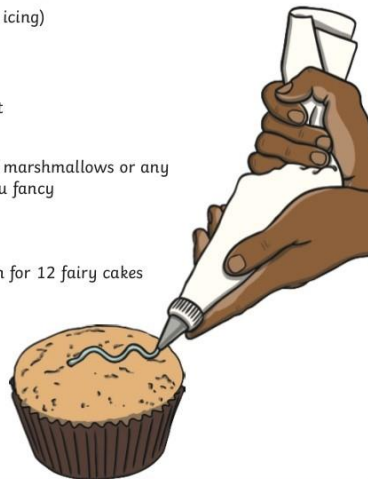 icing)
t
marshmallows or any
u fancy
for 12 fairy cakes